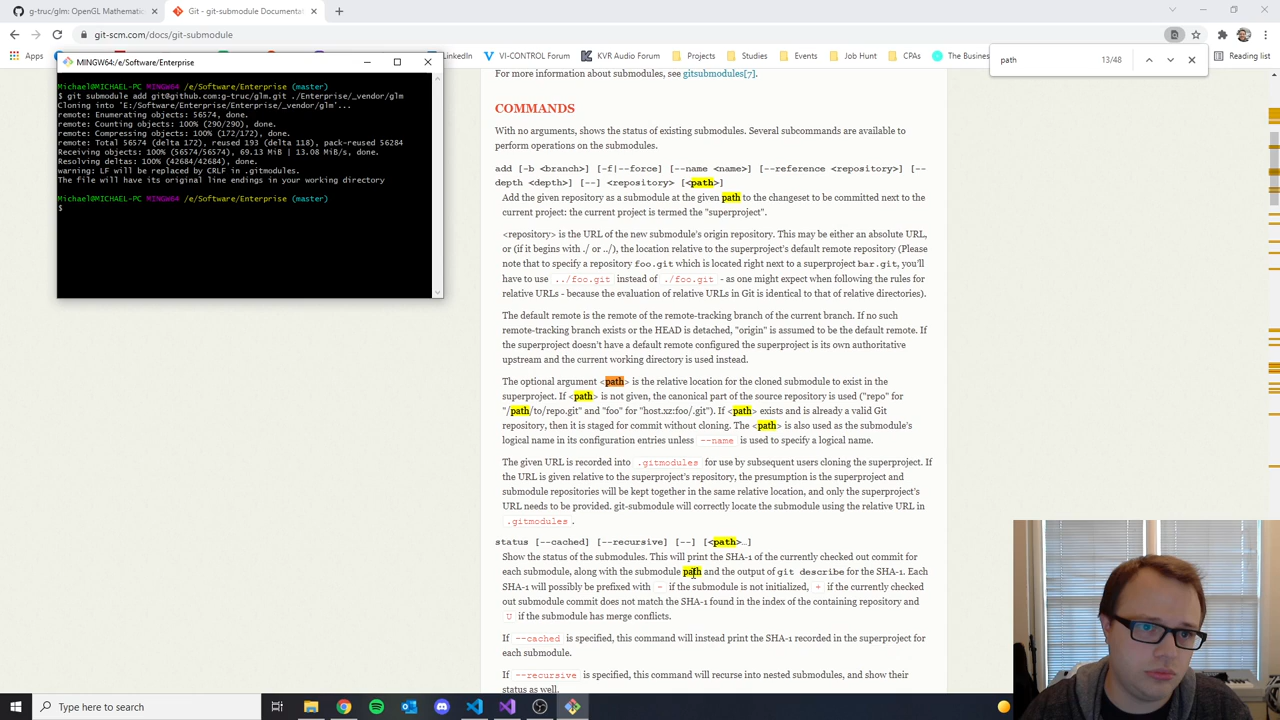 g-truc/glm: OpenGL Mathematic
Git - git-submodule Documenta
git-scm.com/docs/git-submodule
Apps
LinkedIn
VI-CONTROL Forum
KVR Audio Forum
Projects
Studies
Events
Job Hunt
CPAs
The Business
Reading list
path
13/48
MINGW64:/e/Software/Enterprise
Michael@MICHAEL-PC MINGW64 /e/Software/Enterprise (master)
$ git submodule add git@github.com:g-truc/glm.git ./Enterprise/_vendor/glm
Cloning into 'E:/Software/Enterprise/Enterprise/_vendor/glm'...
remote: Enumerating objects: 56574, done.
remote: Counting objects: 100% (290/290), done.
remote: Compressing objects: 100% (172/172), done.
remote: Total 56574 (delta 172), reused 193 (delta 118), pack-reused 56284
Receiving objects: 100% (56574/56574), 69.13 MiB | 13.08 MiB/s, done.
Resolving deltas: 100% (42684/42684), done.
warning: LF will be replaced by CRLF in .gitmodules.
The file will have its original line endings in your working directory
Michael@MICHAEL-PC MINGW64 /e/Software/Enterprise (master)
$
For more information about submodules, see gitsubmodules[7].
COMMANDS
With no arguments, shows the status of existing submodules. Several subcommands are available to
perform operations on the submodules.
add [-b <branch>] [-f|--force] [--name <name>] [--reference <repository>] [--
depth <depth>] [--] <repository> [<path>]
Add the given repository as a submodule at the given path to the changeset to be committed next to the
current project: the current project is termed the "superproject".
<repository> is the URL of the new submodule's origin repository. This may be either an absolute URL,
or (if it begins with ./ or ../), the location relative to the superproject's default remote repository (Please
note that to specify a repository foo.git which is located right next to a superproject bar.git, you'll
have to use ../foo.git instead of ./foo.git - as one might expect when following the rules for
relative URLs - because the evaluation of relative URLs in Git is identical to that of relative directories).
The default remote is the remote of the remote-tracking branch of the current branch. If no such
remote-tracking branch exists or the HEAD is detached, "origin" is assumed to be the default remote. If
the superproject doesn't have a default remote configured the superproject is its own authoritative
upstream and the current working directory is used instead.
The optional argument <path> is the relative location for the cloned submodule to exist in the
superproject. If <path> is not given, the canonical part of the source repository is used ("repo" for
"/path/to/repo.git" and "foo" for "host.xz:foo/.git"). If <path> exists and is already a valid Git
repository, then it is staged for commit without cloning. The <path> is also used as the submodule's
logical name in its configuration entries unless --name is used to specify a logical name.
The given URL is recorded into .gitmodules for use by subsequent users cloning the superproject. If
the URL is given relative to the superproject's repository, the presumption is the superproject and
submodule repositories will be kept together in the same relative location, and only the superproject's
URL needs to be provided. git-submodule will correctly locate the submodule using the relative URL in
.gitmodules .
status [--cached] [--recursive] [--] [<path>…]
Show the status of the submodules. This will print the SHA-1 of the currently checked out commit for
each submodule, along with the submodule path and the output of git describe for the SHA-1. Each
SHA-1 will possibly be prefixed with - if the submodule is not initialized, + if the currently checked
out submodule commit does not match the SHA-1 found in the index of the containing repository and
U if the submodule has merge conflicts.
If --cached is specified, this command will instead print the SHA-1 recorded in the superproject for
each submodule.
If --recursive is specified, this command will recurse into nested submodules, and show their
status as well.
Type here to search